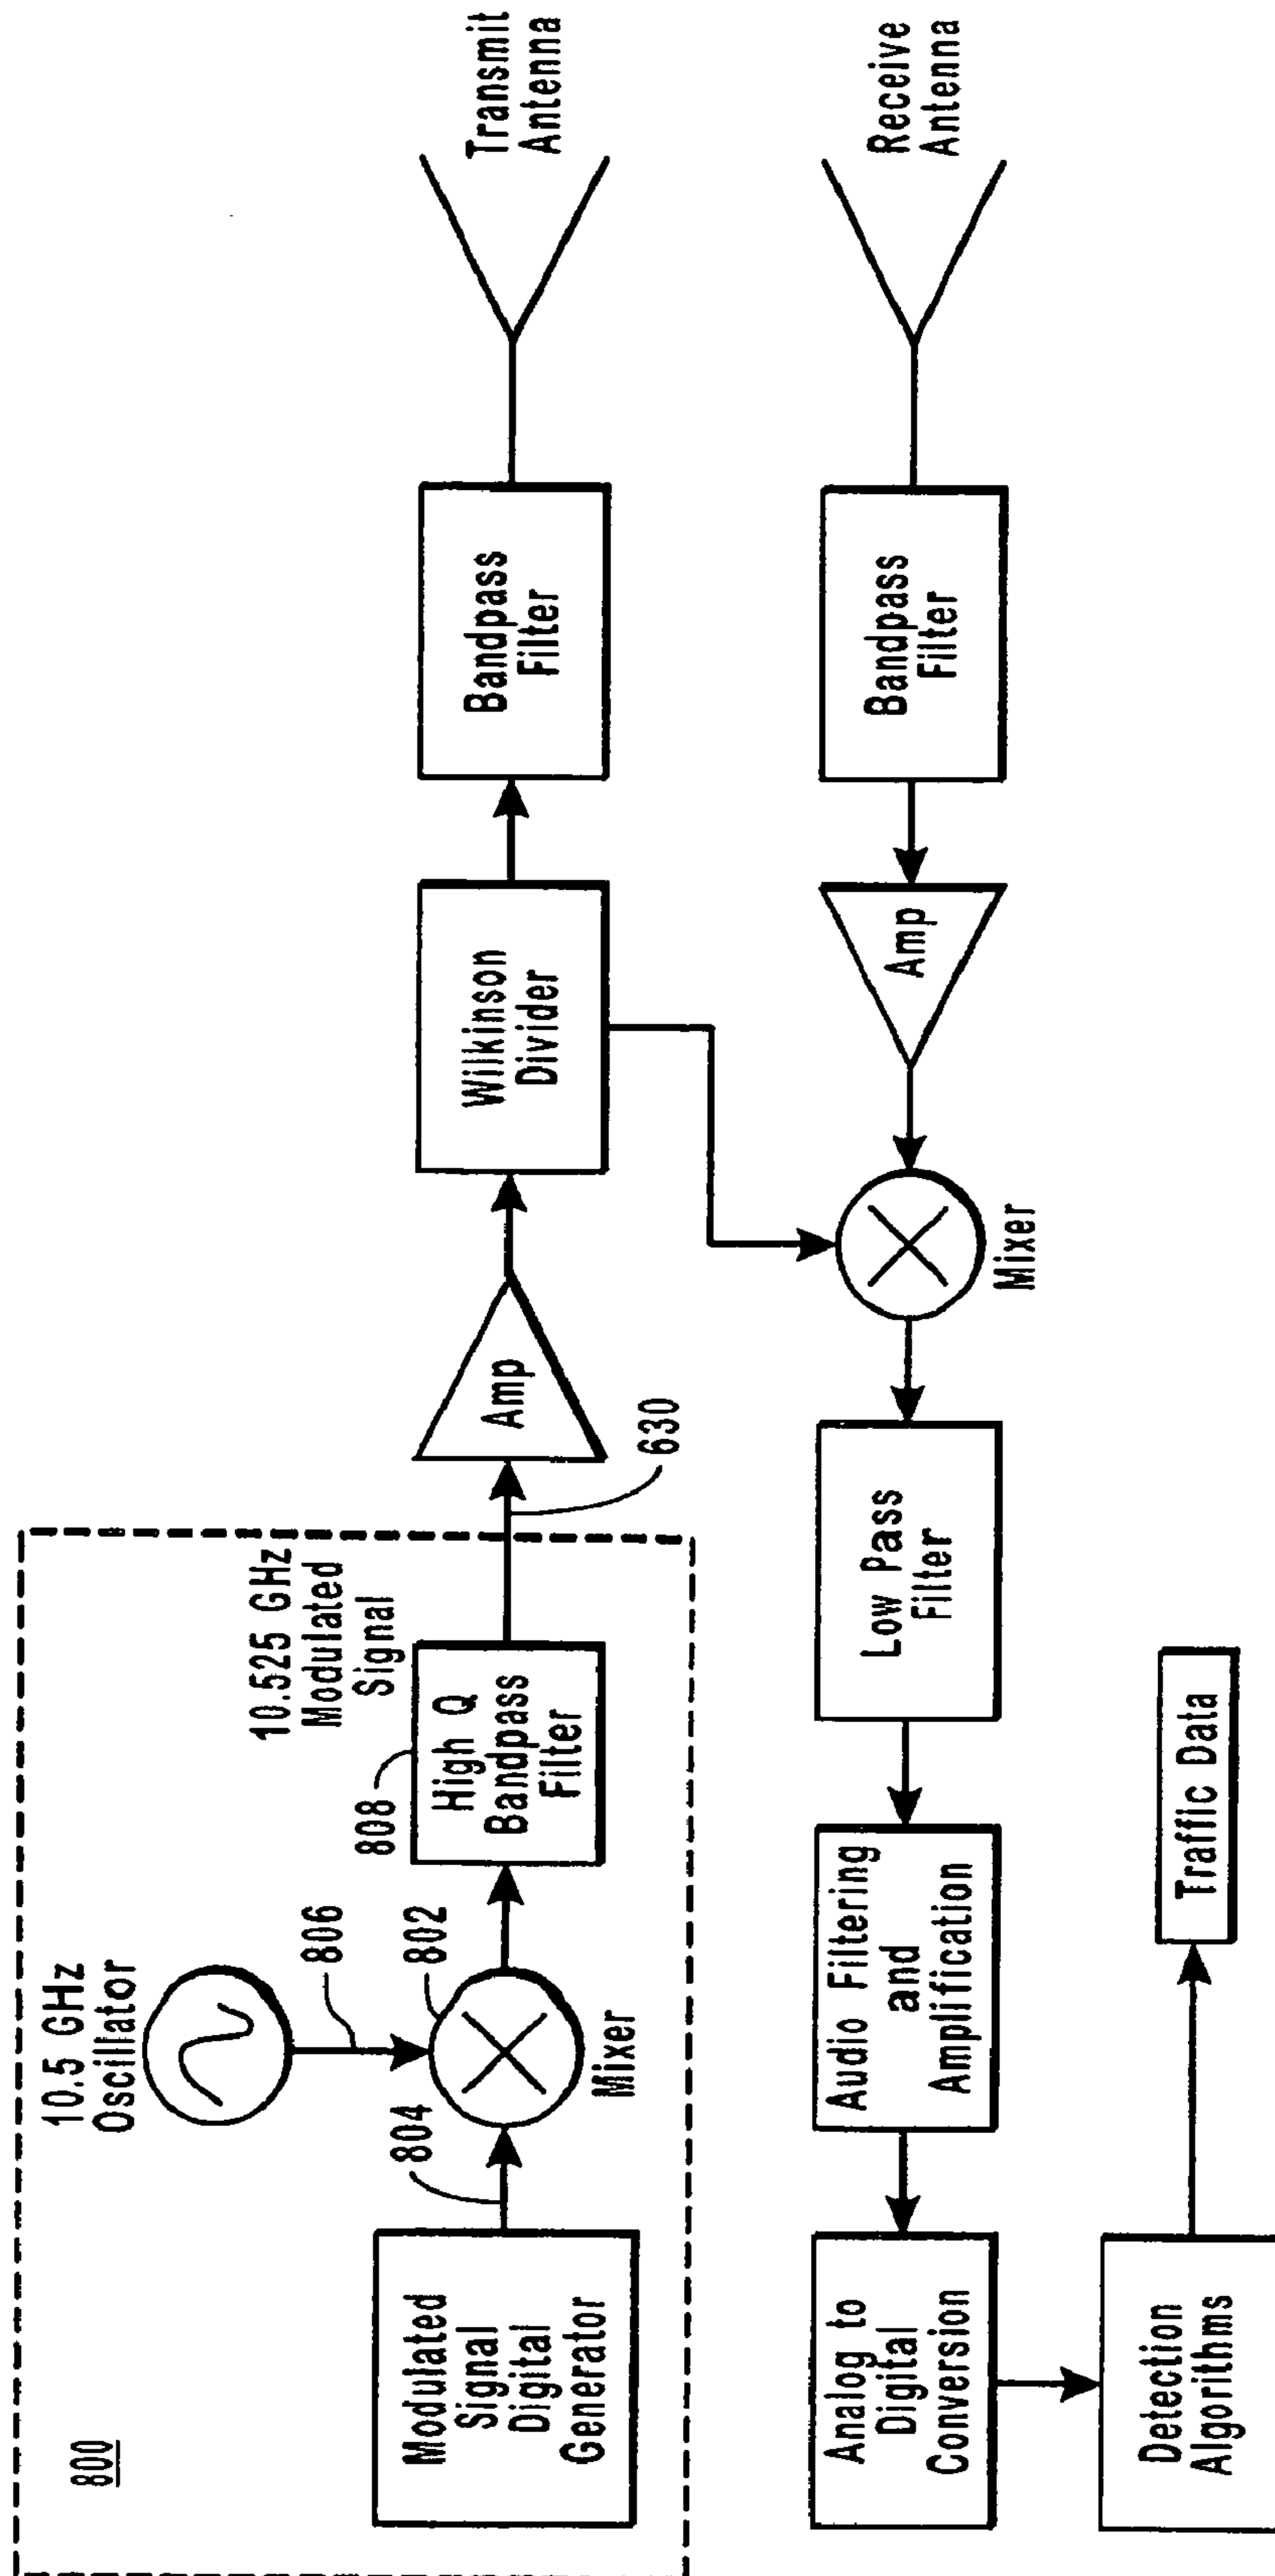 800
10.5 GHz
Oscillator
806
804
802
Mixer
Modulated
Signal
Digital
Generator
808
High Q
Bandpass
Filter
10.525 GHz
Modulated
Signal
630
Amp
Wilkinson
Divider
Bandpass
Filter
Transmit
Antenna
Receive
Antenna
Bandpass
Filter
Amp
Mixer
Low Pass
Filter
Audio Filtering
and
Amplification
Analog to
Digital
Conversion
Detection
Algorithms
Traffic Data